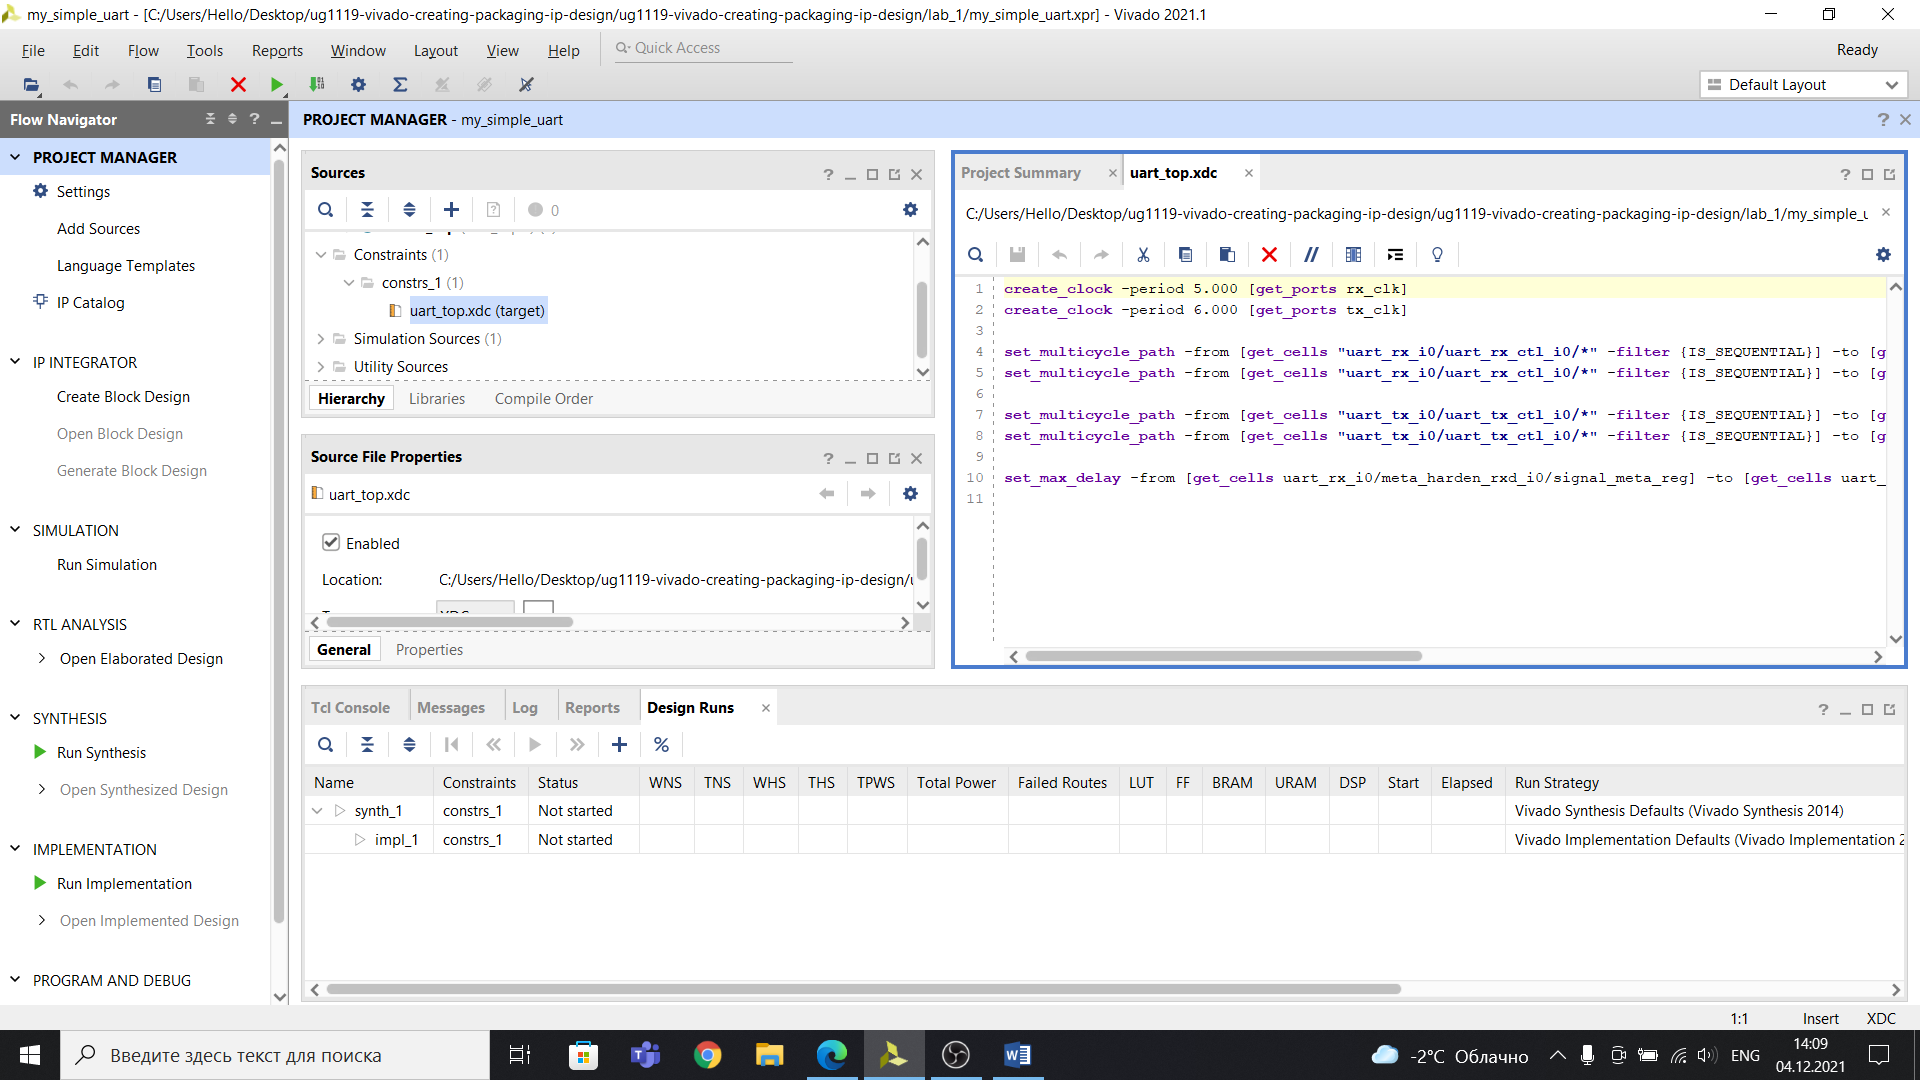 my_simple_uart - [C:/Users/Hello/Desktop/ug1119-vivado-creating-packaging-ip-design/ug1119-vivado-creating-packaging-ip-design/lab_1/my_simple_uart.xpr] - Vivado 2021.1
File Edit Flow Tools Reports Window Layout View Help Quick Access Ready
Default Layout
Flow Navigator
PROJECT MANAGER
Settings
Add Sources
Language Templates
IP Catalog
IP INTEGRATOR
Create Block Design
Open Block Design
Generate Block Design
SIMULATION
Run Simulation
RTL ANALYSIS
Open Elaborated Design
SYNTHESIS
Run Synthesis
Open Synthesized Design
IMPLEMENTATION
Run Implementation
Open Implemented Design
PROGRAM AND DEBUG
PROJECT MANAGER - my_simple_uart
Sources
0
Constraints (1)
constrs_1 (1)
uart_top.xdc (target)
Simulation Sources (1)
Utility Sources
Hierarchy Libraries Compile Order
Source File Properties
uart_top.xdc
Enabled
Location: C:/Users/Hello/Desktop/ug1119-vivado-creating-packaging-ip-design/
General Properties
Project Summary uart_top.xdc
C:/Users/Hello/Desktop/ug1119-vivado-creating-packaging-ip-design/ug1119-vivado-creating-packaging-ip-design/lab_1/my_simple_u
1 create_clock -period 5.000 [get_ports rx_clk]
2 create_clock -period 6.000 [get_ports tx_clk]
3
4 set_multicycle_path -from [get_cells "uart_rx_i0/uart_rx_ctl_i0/*" -filter {IS_SEQUENTIAL}] -to [g
5 set_multicycle_path -from [get_cells "uart_rx_i0/uart_rx_ctl_i0/*" -filter {IS_SEQUENTIAL}] -to [g
6
7 set_multicycle_path -from [get_cells "uart_tx_i0/uart_tx_ctl_i0/*" -filter {IS_SEQUENTIAL}] -to [g
8 set_multicycle_path -from [get_cells "uart_tx_i0/uart_tx_ctl_i0/*" -filter {IS_SEQUENTIAL}] -to [g
9
10 set_max_delay -from [get_cells uart_rx_i0/meta_harden_rxd_i0/signal_meta_reg] -to [get_cells uart_
11
Tcl Console Messages Log Reports Design Runs
Name Constraints Status WNS TNS WHS THS TPWS Total Power Failed Routes LUT FF BRAM URAM DSP Start Elapsed Run Strategy
synth_1 constrs_1 Not started Vivado Synthesis Defaults (Vivado Synthesis 2014)
impl_1 constrs_1 Not started Vivado Implementation Defaults (Vivado Implementation 2
1:1 Insert XDC
Введите здесь текст для поиска
-2°C Облачно
ENG
14:09
04.12.2021